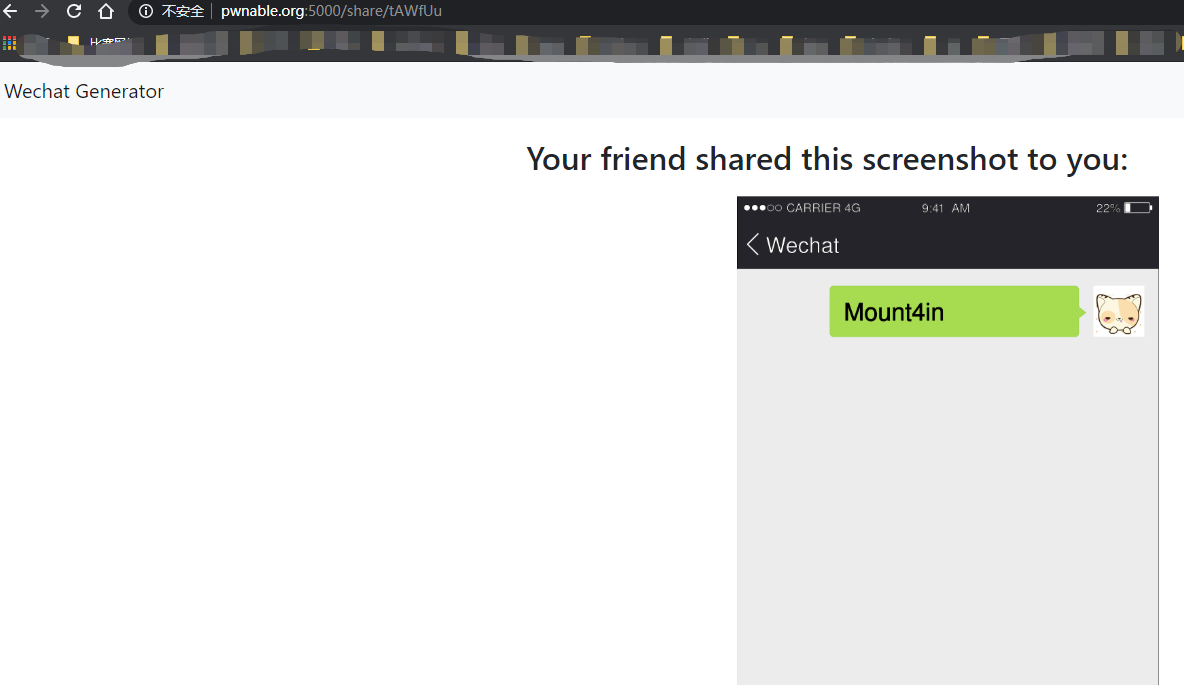 不安全 | pwnable.org:5000/share/tAWfUu
Wechat Generator
Your friend shared this screenshot to you:
CARRIER 4G 9:41 AM 22%
Wechat
Mount4in